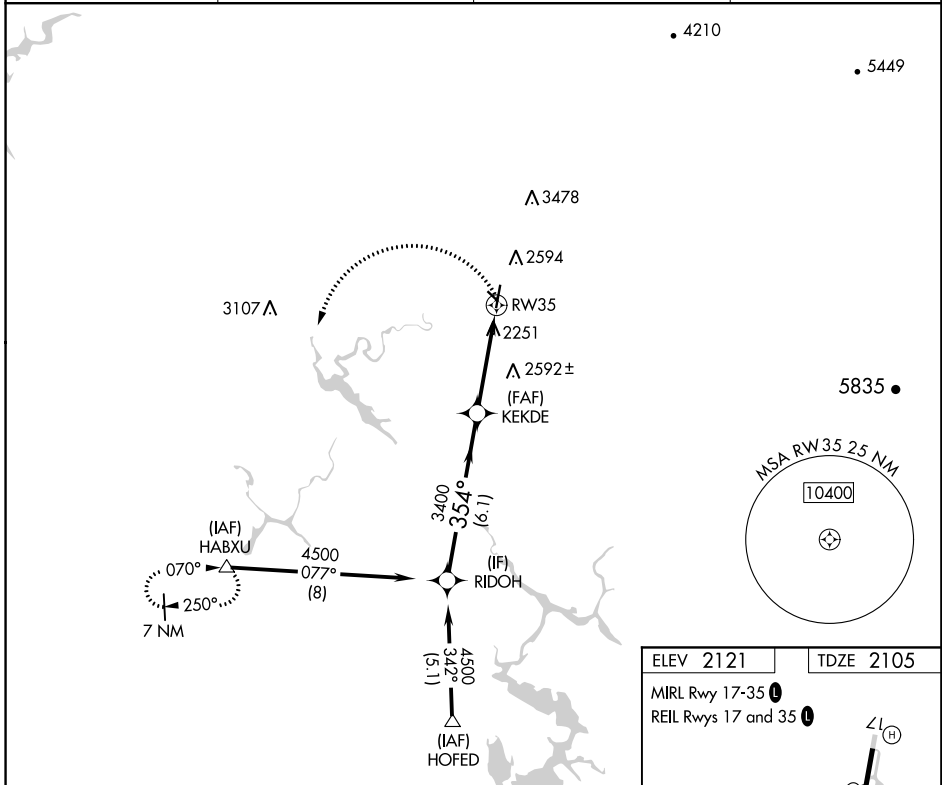 4210
5449
3478
2594
3107
RW35
2251
2592±
(FAF)
KEKDE
5835
MSA RW35 25 NM
10400
3400
354°
(6.1)
(IAF)
HABXU
070°
4500
077°
(8)
(IF)
RIDOH
250°
7 NM
4500
342°
(5.1)
(IAF)
HOFED
ELEV 2121
TDZE 2105
MIRL Rwy 17-35 L
REIL Rwys 17 and 35 L
17
H